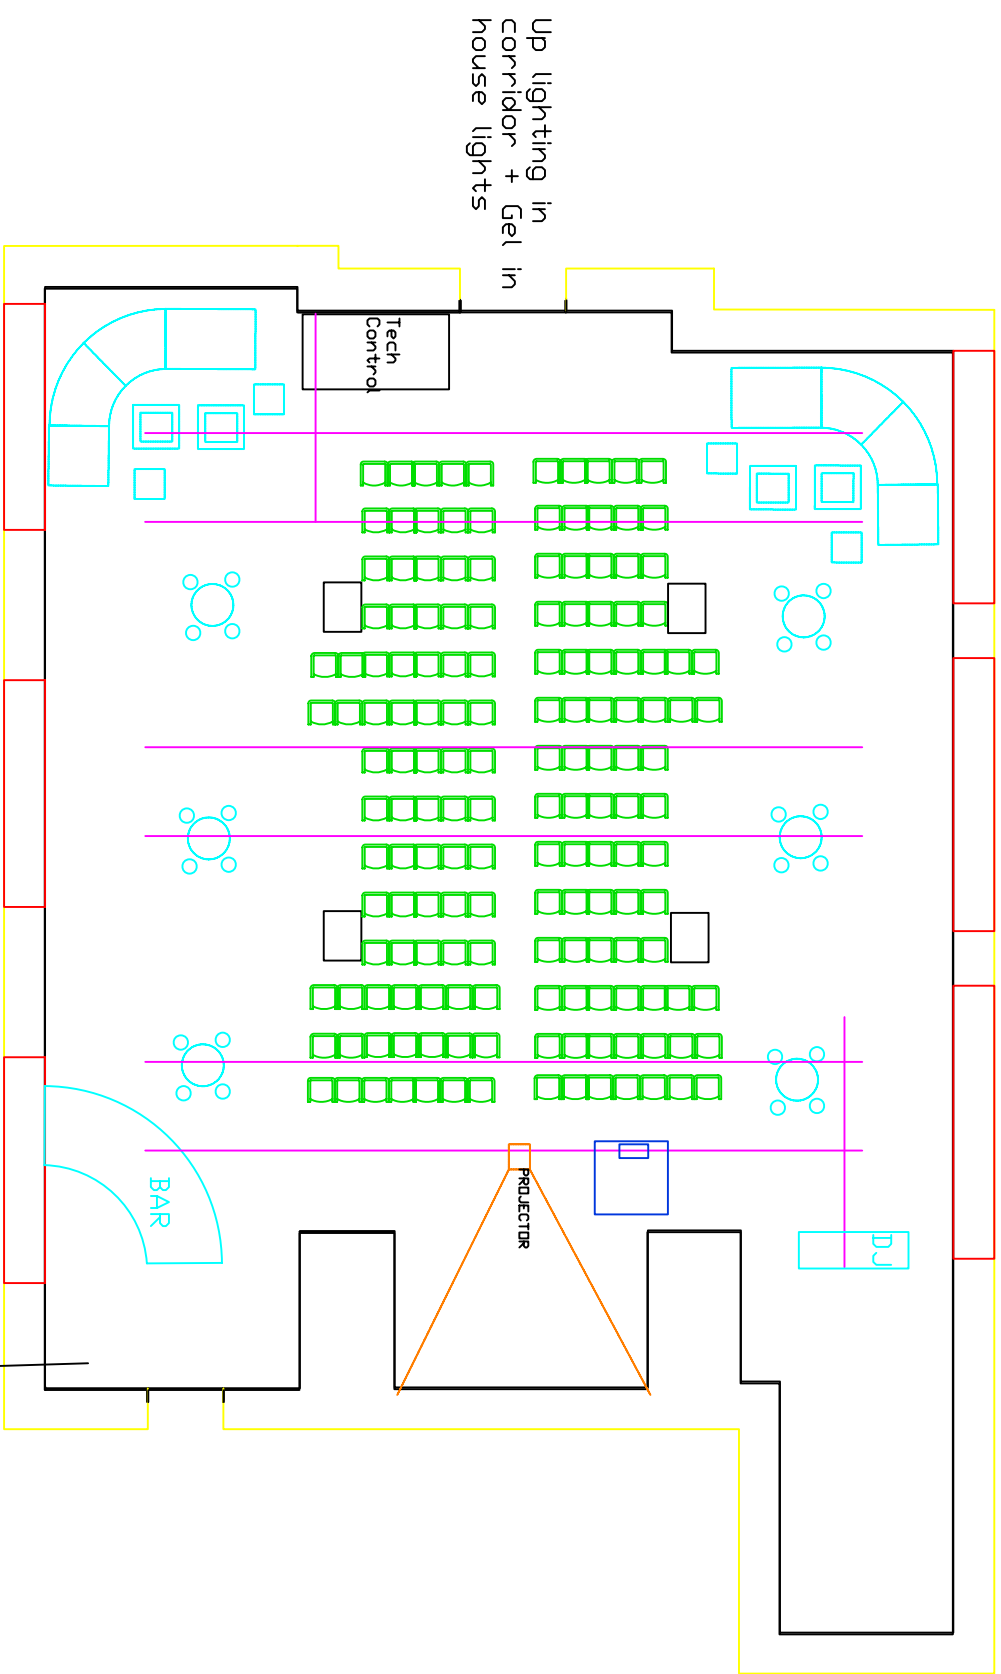 Up lighting in
corridor + Gel in
house lights
Tech
Control
PROJECTOR
BAR
DJ